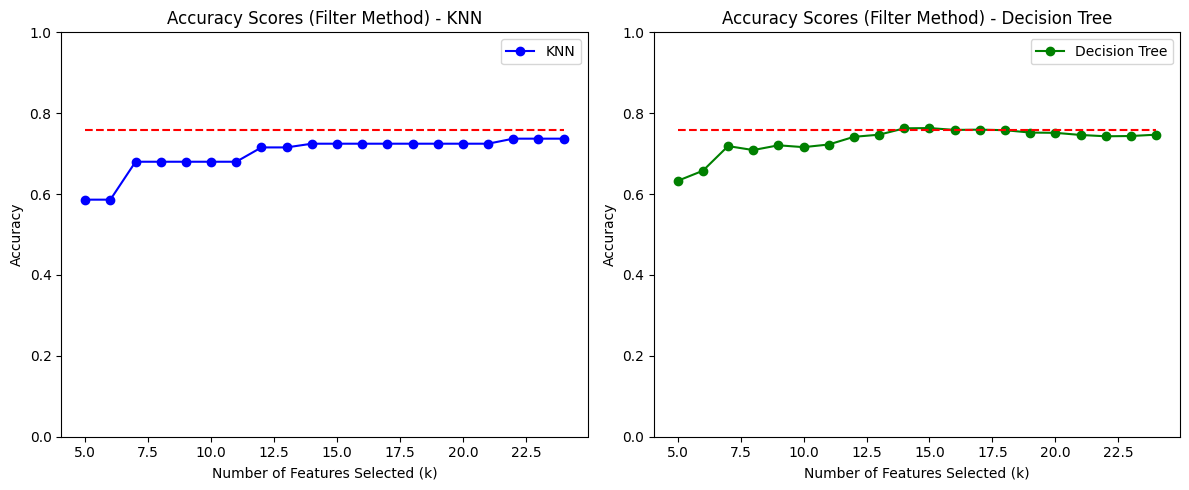 Accuracy Scores (Filter Method) - KNN
1.0
0.8
0.6
0.4
0.2
0.0
Accuracy
KNN
5.0 7.5 10.0 12.5 15.0 17.5 20.0 22.5
Number of Features Selected (k)
Accuracy Scores (Filter Method) - Decision Tree
1.0
0.8
0.6
0.4
0.2
0.0
Accuracy
Decision Tree
5.0 7.5 10.0 12.5 15.0 17.5 20.0 22.5
Number of Features Selected (k)